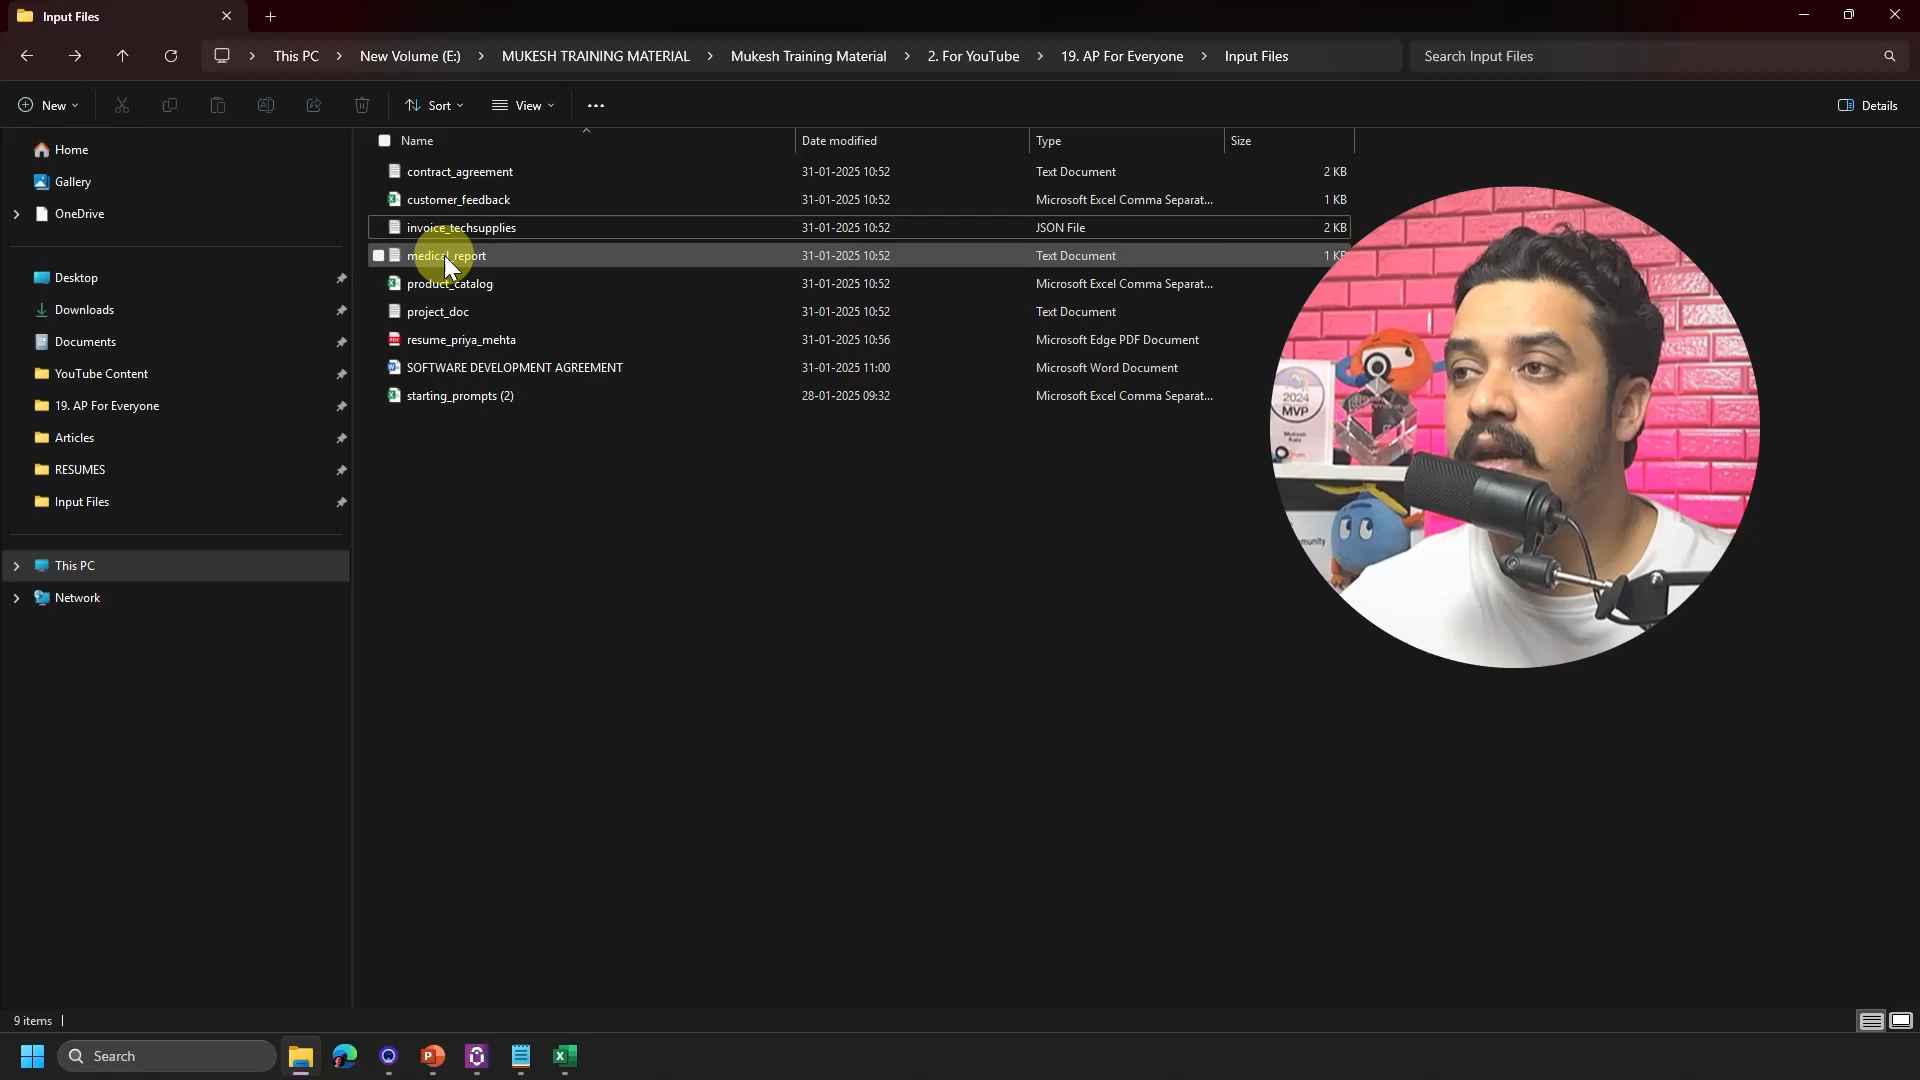 Input Files
This PC > New Volume (E:) > MUKESH TRAINING MATERIAL > Mukesh Training Material > 2. For YouTube > 19. AP For Everyone > Input Files
Search Input Files
New
Sort
View
Details
Name Date modified Type Size
contract_agreement 31-01-2025 10:52 Text Document 2 KB
customer_feedback 31-01-2025 10:52 Microsoft Excel Comma Separat... 1 KB
invoice_techsupplies 31-01-2025 10:52 JSON File 2 KB
medical_report 31-01-2025 10:52 Text Document 1 KB
product_catalog 31-01-2025 10:52 Microsoft Excel Comma Separat...
project_doc 31-01-2025 10:52 Text Document
resume_priya_mehta 31-01-2025 10:56 Microsoft Edge PDF Document
SOFTWARE DEVELOPMENT AGREEMENT 31-01-2025 11:00 Microsoft Word Document
starting_prompts (2) 28-01-2025 09:32 Microsoft Excel Comma Separat...
Home
Gallery
OneDrive
Desktop
Downloads
Documents
YouTube Content
19. AP For Everyone
Articles
RESUMES
Input Files
This PC
Network
2024
MVP
9 items
Search